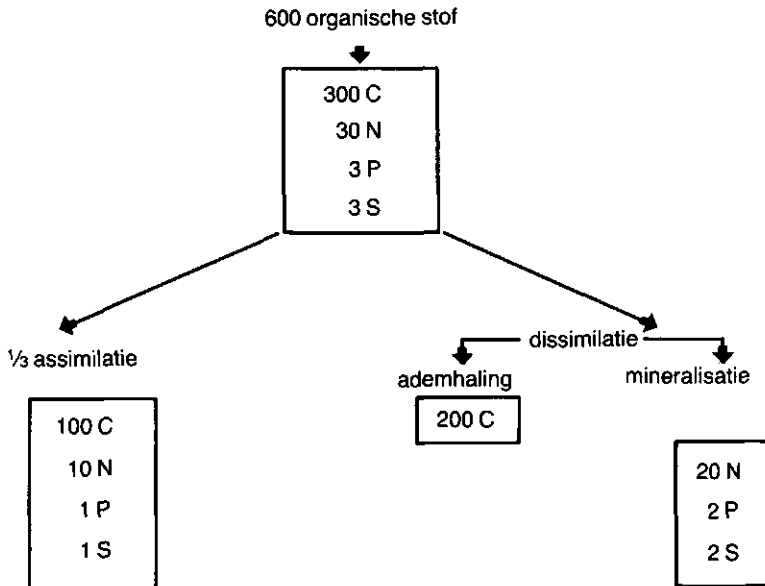 600 organische stof
300 C
30 N
3 P
3 S
⅓ assimilatie
100 C
10 N
1 P
1 S
dissimilatie
ademhaling
200 C
mineralisatie
20 N
2 P
2 S